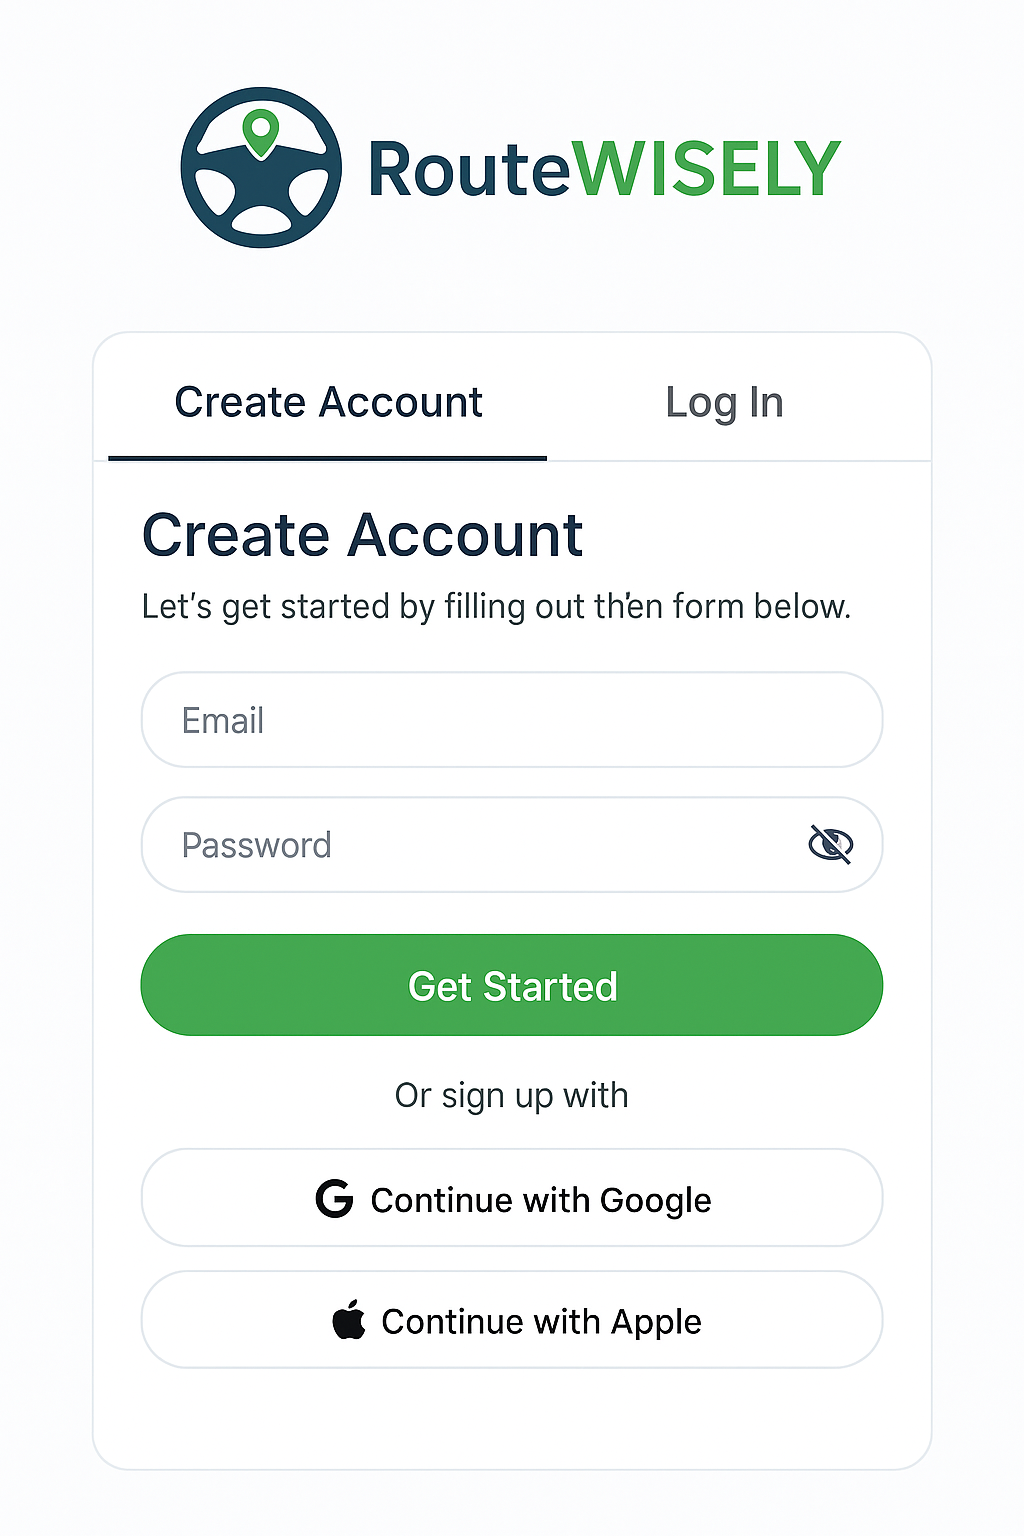 RouteWISELY
Create Account
Log In
Create Account
Let's get started by filling out th'en form below.
Email
Password
Get Started
Or sign up with
G Continue with Google
Continue with Apple